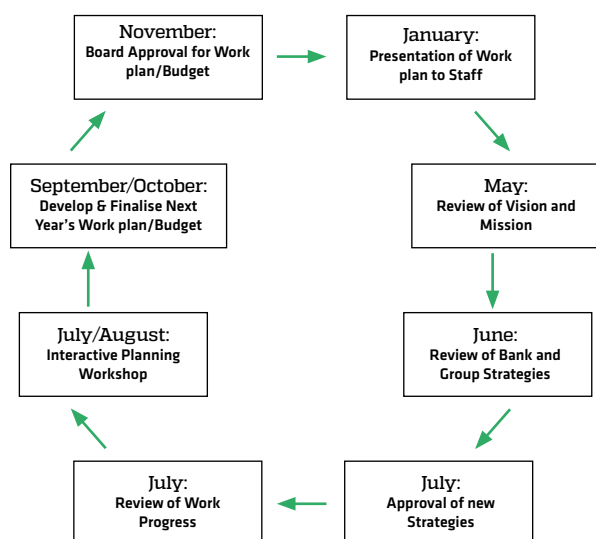 November:
Board Approval for Work
plan/Budget
January:
Presentation of Work
plan to Staff
May:
Review of Vision and
Mission
June:
Review of Bank and
Group Strategies
July:
Approval of new
Strategies
July:
Review of Work
Progress
July/August:
Interactive Planning
Workshop
September/October:
Develop & Finalise Next
Year's Work plan/Budget